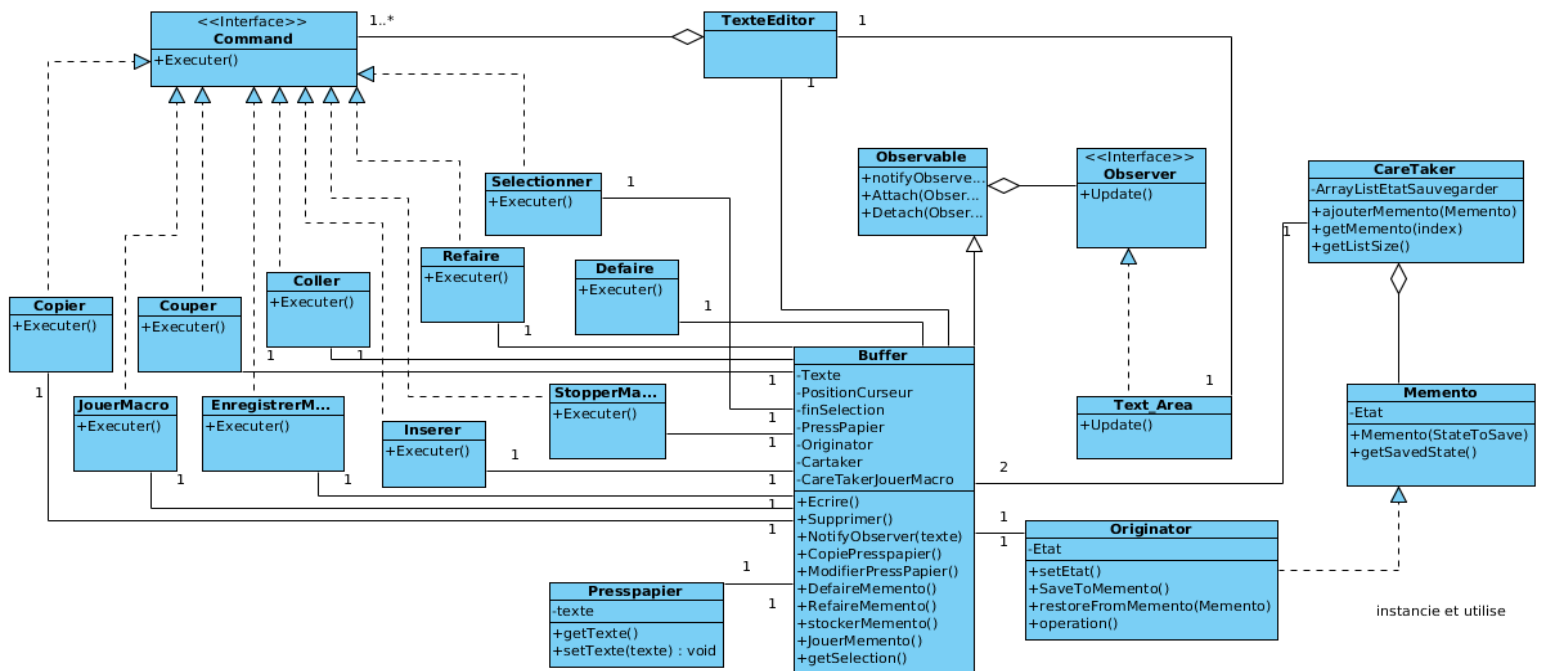 <<Interface>>
Command
+Executer()
1..*
TexteEditor
1
1
Observable
+notifyObserve...
+Attach(Obser...
+Detach(Obser...
<<Interface>>
Observer
+Update()
CareTaker
-ArrayListEtatSauvegarder
+ajouterMemento(Memento)
+getMemento(index)
+getListSize()
1
Selectionner
+Executer()
1
Refaire
+Executer()
1
Defaire
+Executer()
1
Coller
+Executer()
1
Copier
+Executer()
1
Couper
+Executer()
1
JouerMacro
+Executer()
1
EnregistrerM...
+Executer()
1
Inserer
+Executer()
1
StopperMa...
+Executer()
1
1
1
1
1
1
Buffer
-Texte
-PositionCurseur
-finSelection
-PressPapier
-Originator
-Cartaker
-CareTakerJouerMacro
+Ecrire()
+Supprimer()
+NotifyObserver(texte)
+CopiePresspapier()
+ModifierPressPapier()
+DefaireMemento()
+RefaireMemento()
+stockerMemento()
+JouerMemento()
+getSelection()
2
1
1
Text_Area
+Update()
1
Memento
-Etat
+Memento(StateToSave)
+getSavedState()
Originator
-Etat
+setEtat()
+SaveToMemento()
+restoreFromMemento(Memento)
+operation()
instancie et utilise
Presspapier
-texte
+getTexte()
+setTexte(texte) : void
1
1